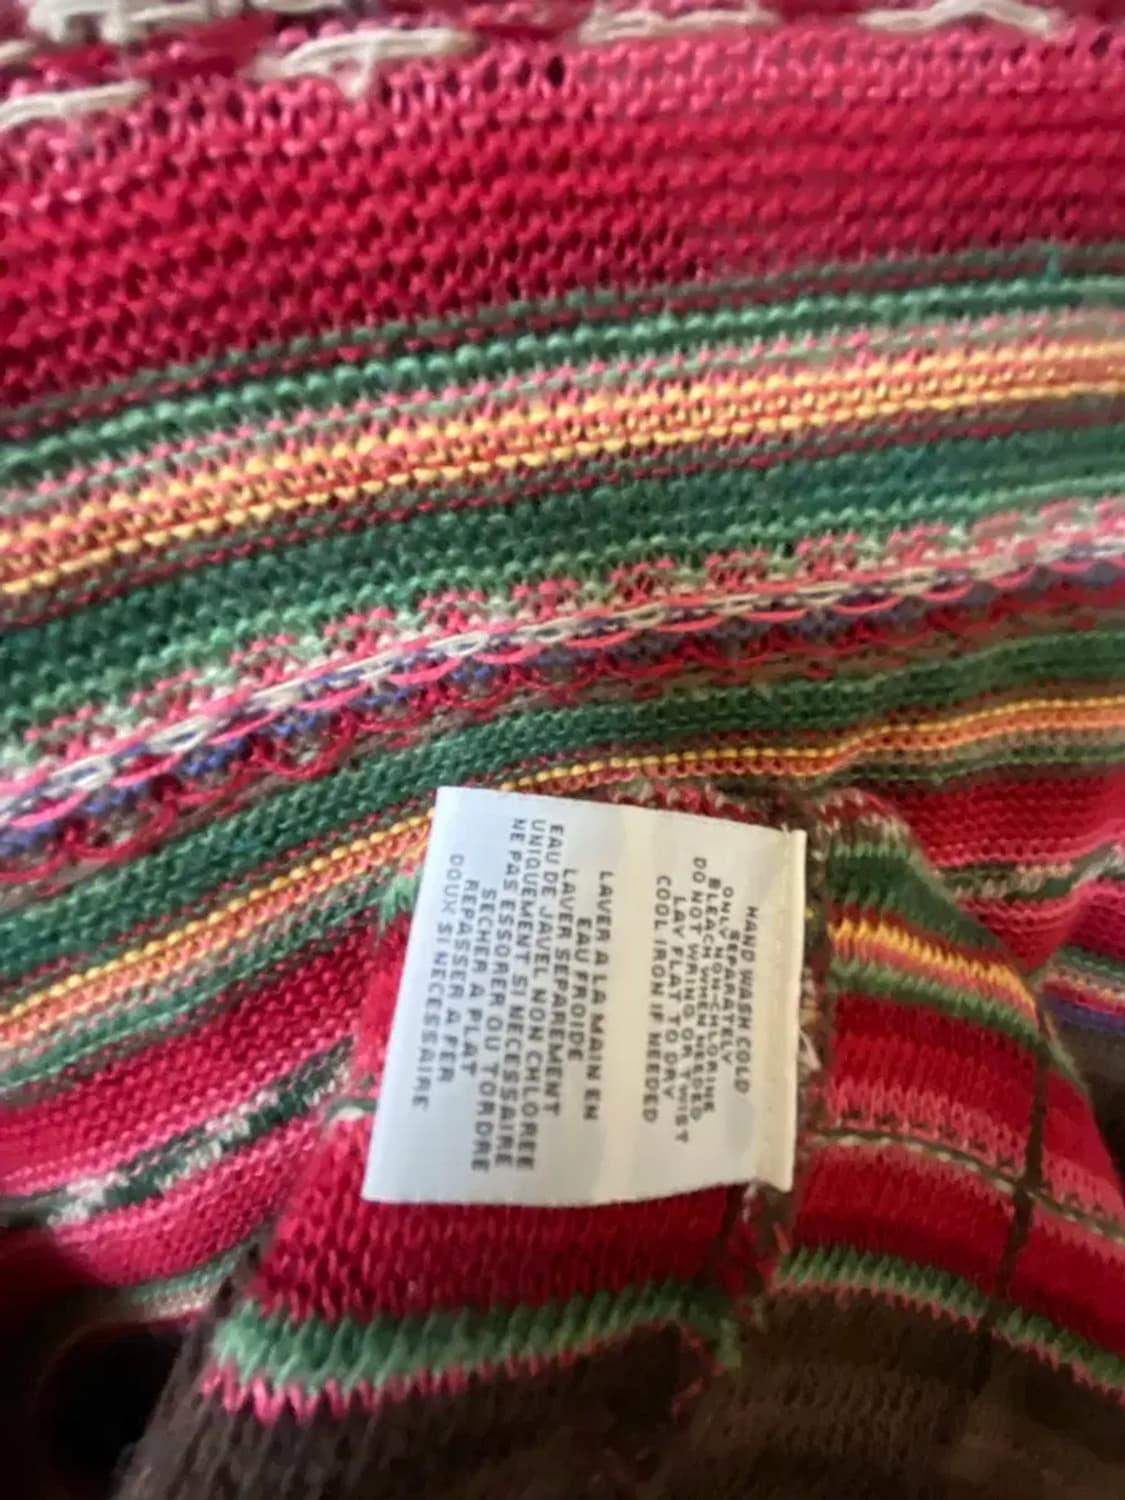 HAND WASH COLD
SEPARATELY
ONLY NON-CHLORINE
BLEACH WHEN NEEDED
DO NOT WRING OR TWIST
LAY FLAT TO DRY
COOL IRON IF NEEDED
LAVER A LA MAIN EN
EAU FROIDE
LAVER SEPAREMENT
EAU DE JAVEL NON CHLOREE
UNIQUEMENT SI NECESSAIRE
NE PAS ESSORER OU TORDRE
SECHER A PLAT
REPASSER A FER
DOUX SI NECESSAIRE